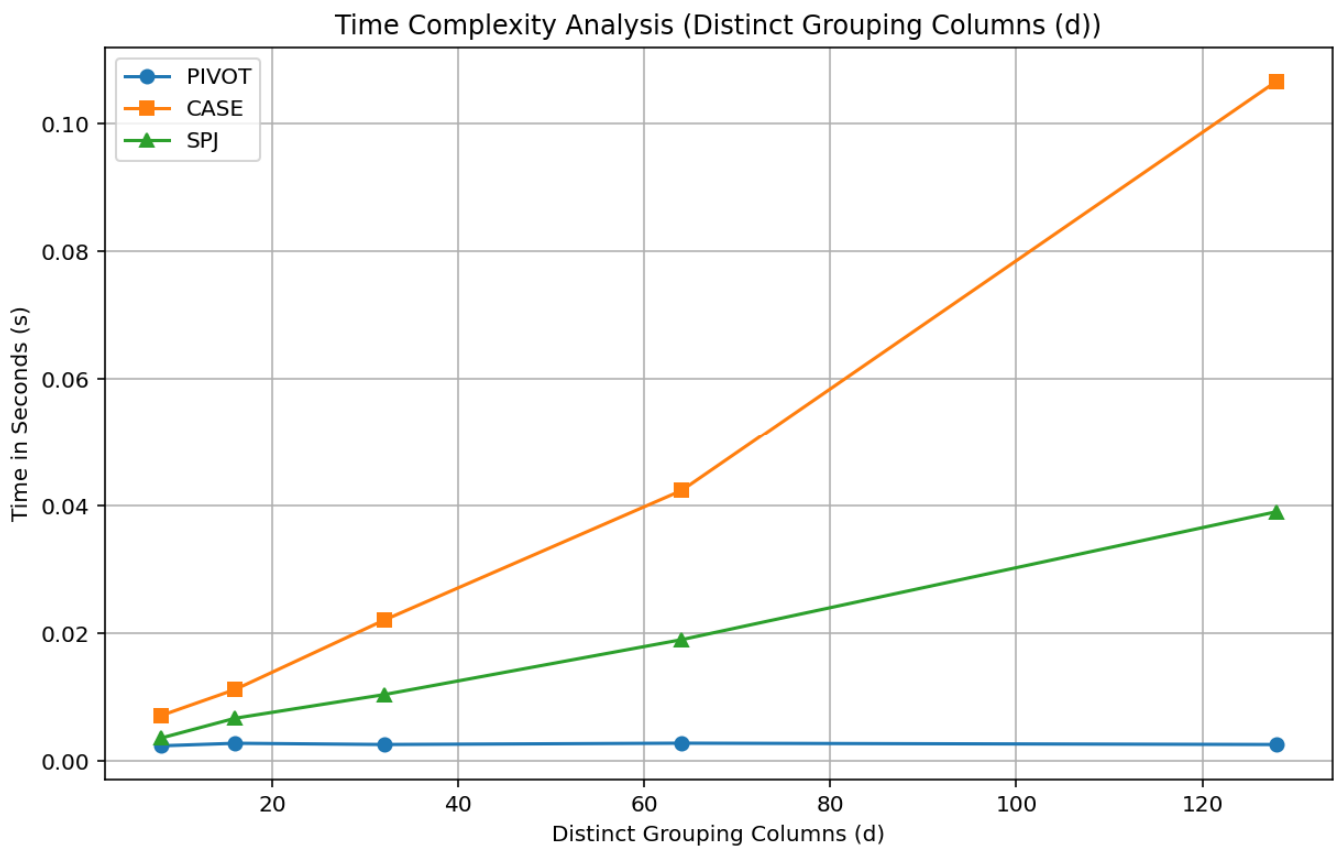 Time Complexity Analysis (Distinct Grouping Columns (d))
PIVOT
CASE
SPJ
0.10
0.08
0.06
0.04
0.02
0.00
Time in Seconds (s)
20 40 60 80 100 120
Distinct Grouping Columns (d)